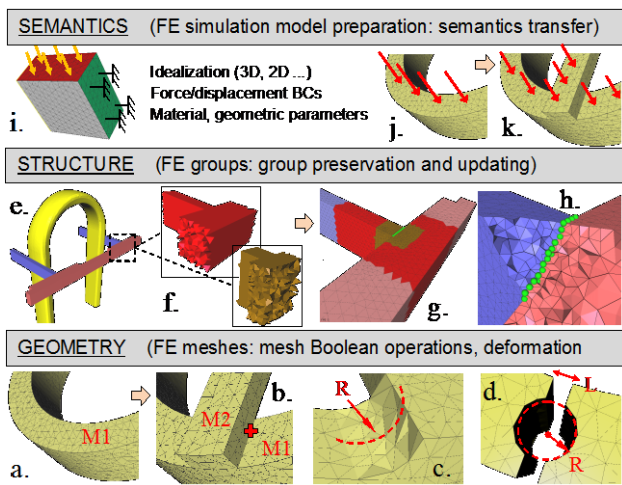 SEMANTICS (FE simulation model preparation: semantics transfer)
Idealization (3D, 2D ...)
Force/displacement BCs
Material, geometric parameters
i.
j.
k.
STRUCTURE (FE groups: group preservation and updating)
e.
f.
g.
h.
GEOMETRY (FE meshes: mesh Boolean operations, deformation
M1
a.
b.
M2
M1
R
c.
d.
L
R